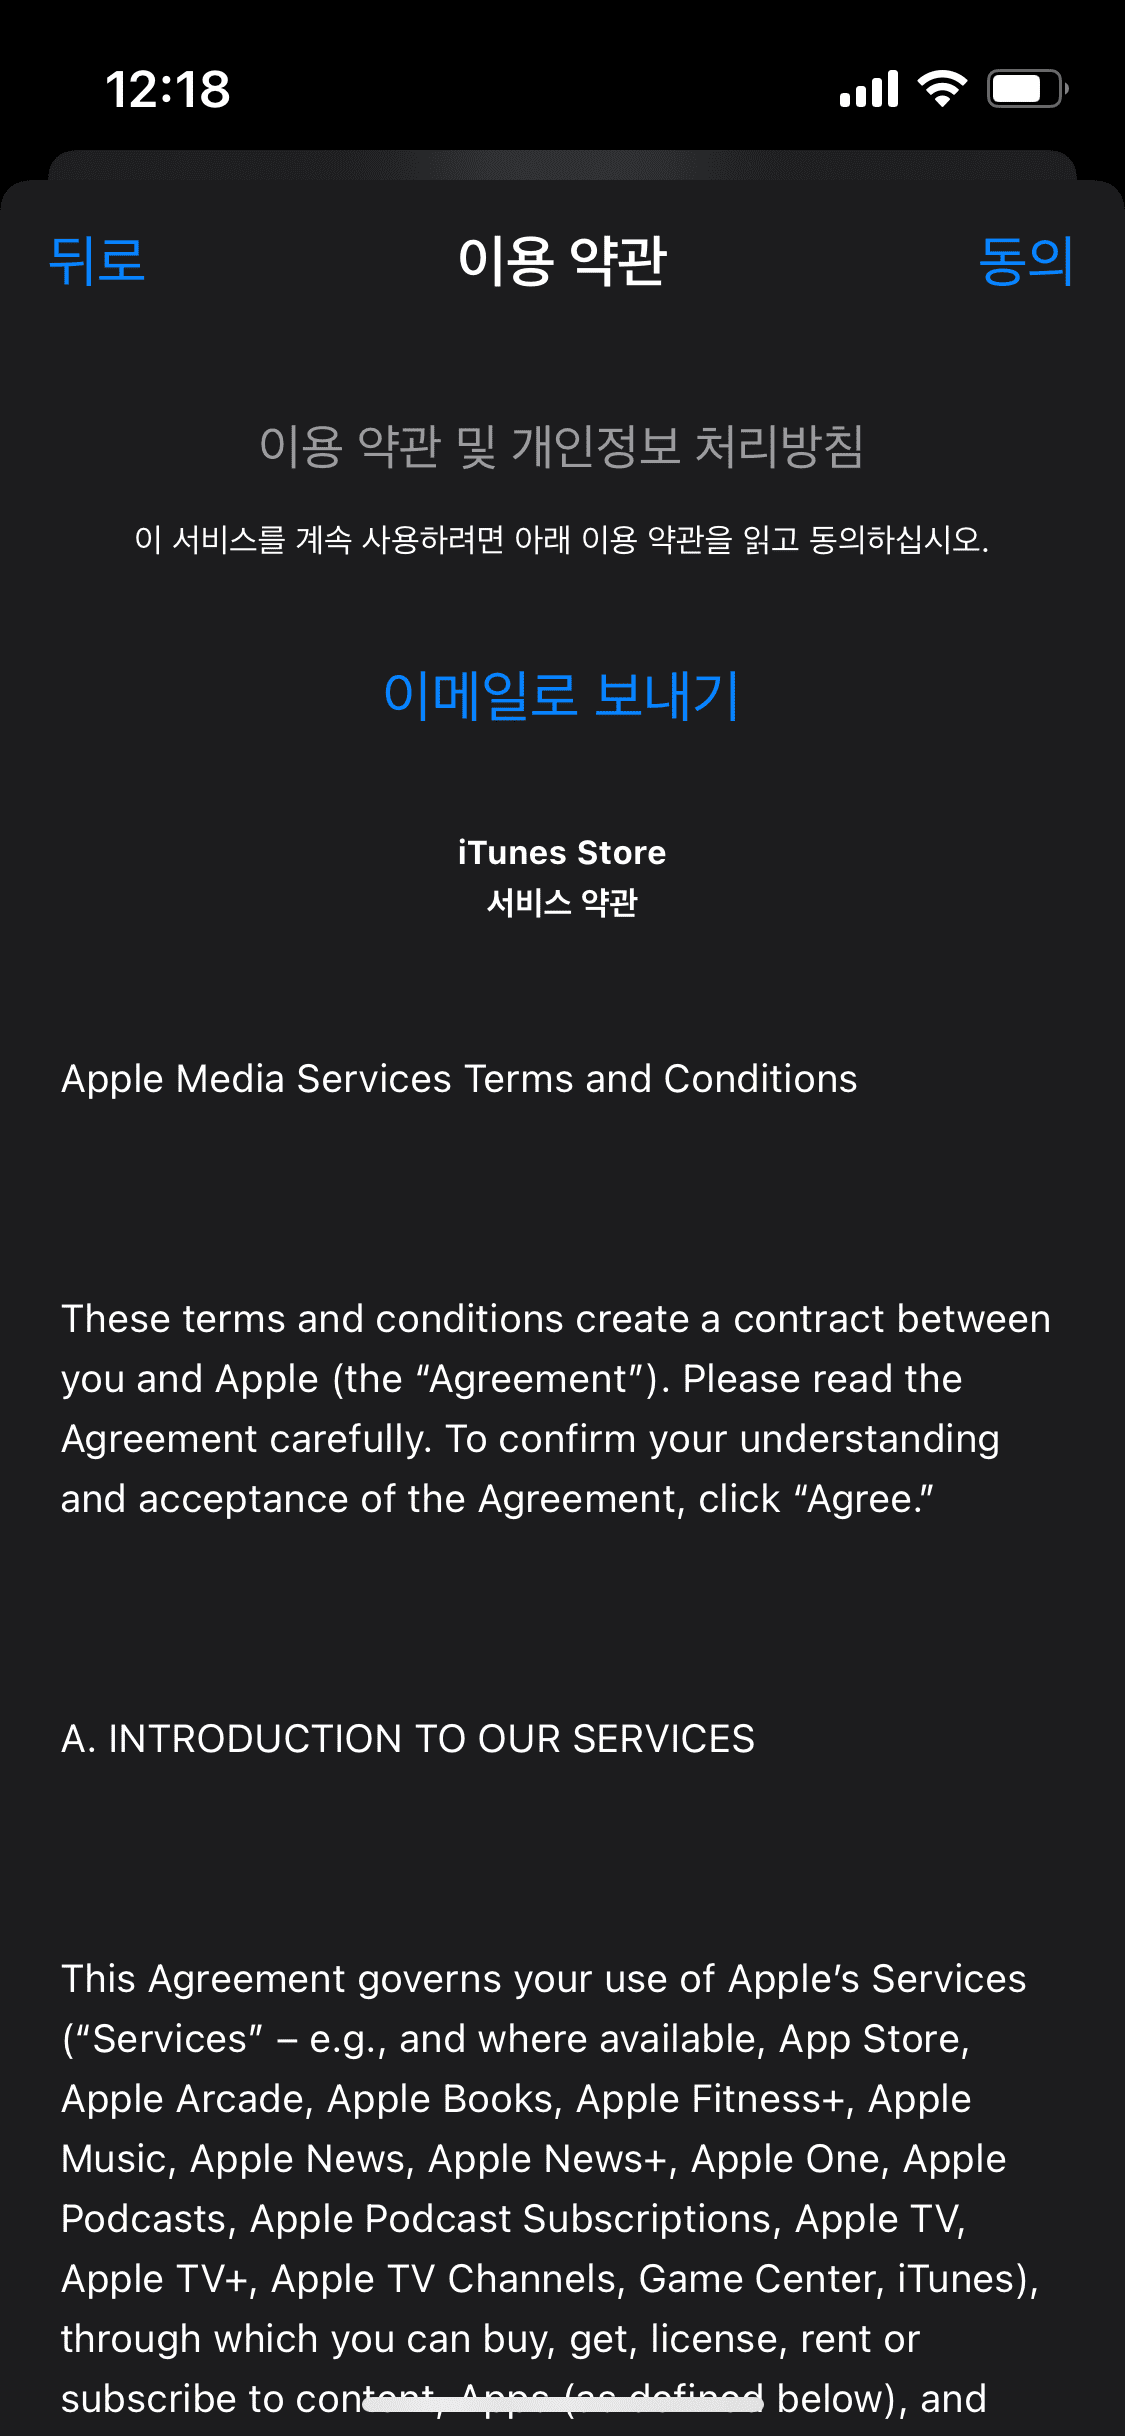 12:18
뒤로 이용 약관 동의
이용 약관 및 개인정보 처리방침
이 서비스를 계속 사용하려면 아래 이용 약관을 읽고 동의하십시오.
이메일로 보내기
iTunes Store
서비스 약관
Apple Media Services Terms and Conditions
These terms and conditions create a contract between
you and Apple (the “Agreement”). Please read the
Agreement carefully. To confirm your understanding
and acceptance of the Agreement, click “Agree.”
A. INTRODUCTION TO OUR SERVICES
This Agreement governs your use of Apple’s Services
(“Services” – e.g., and where available, App Store,
Apple Arcade, Apple Books, Apple Fitness+, Apple
Music, Apple News, Apple News+, Apple One, Apple
Podcasts, Apple Podcast Subscriptions, Apple TV,
Apple TV+, Apple TV Channels, Game Center, iTunes),
through which you can buy, get, license, rent or
subscribe to content, Apps (as defined below), and